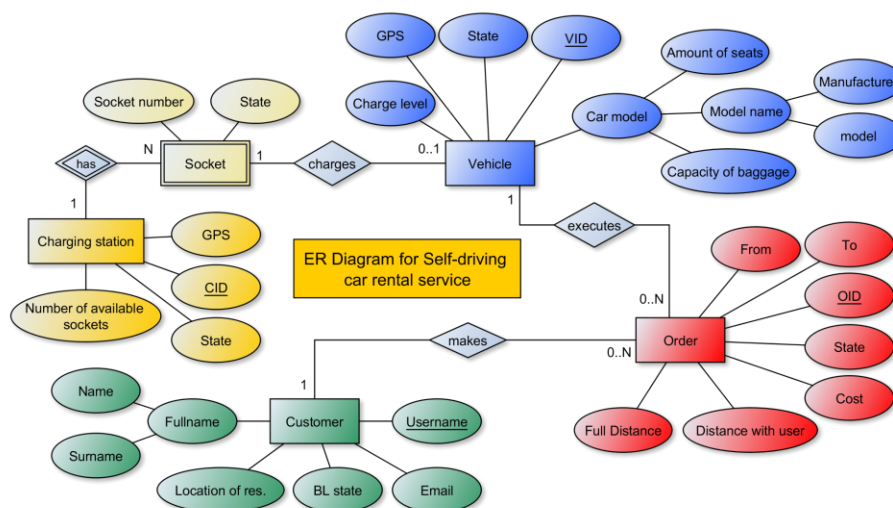 GPS
State
VID
Amount of seats
Manufacture
Socket number
State
Charge level
Car model
Model name
model
has
N
Socket
1
charges
0..1
Vehicle
Capacity of baggage
1
1
executes
Charging station
GPS
CID
Number of available
sockets
State
ER Diagram for Self-driving
car rental service
From
To
OID
0..N
makes
0..N
Order
State
Cost
Name
1
Fullname
Customer
Username
Full Distance
Distance with user
Surname
Location of res.
BL state
Email